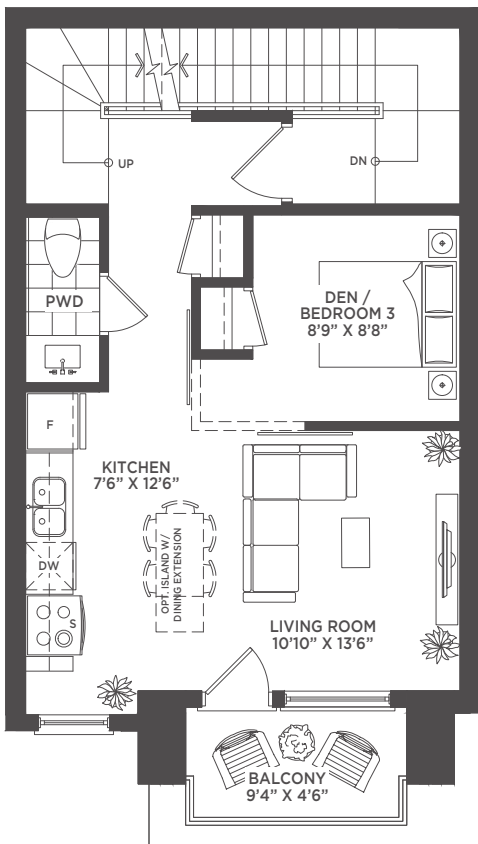 UP
DN
PWD
DEN /
BEDROOM 3
8’9” X 8’8”
F
KITCHEN
7’6” X 12’6”
OPT. ISLAND W/
DINING EXTENSION
DW
S
LIVING ROOM
10’10” X 13’6”
BALCONY
9’4” X 4’6”